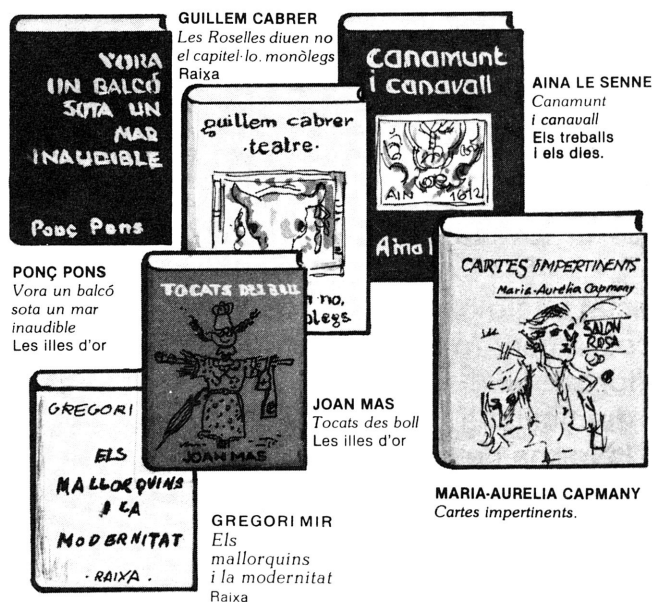 GUILLEM CABRER
Les Roselles diuen no
el capitel·lo. monòlegs
Raixa
VORA
UN BALCÓ
SOTA UN
MAR
INAUDIBLE
Ponç Pons
guillem cabrer
·teatre·
no,
olegs
canamunt
i canavall
AIN 1612
Aina l
AINA LE SENNE
Canamunt
i canavall
Els treballs
i els dies.
PONÇ PONS
Vora un balcó
sota un mar
inaudible
Les illes d'or
TOCATS DES BOLL
JOAN MAS
CARTES IMPERTINENTS
Maria-Aurèlia Capmany
SALON
ROSA
JOAN MAS
Tocats des boll
Les illes d'or
GREGORI
ELS
MALLORQUINS
I LA
MODERNITAT
·RAIXA·
MARIA-AURELIA CAPMANY
Cartes impertinents.
GREGORI MIR
Els
mallorquins
i la modernitat
Raixa